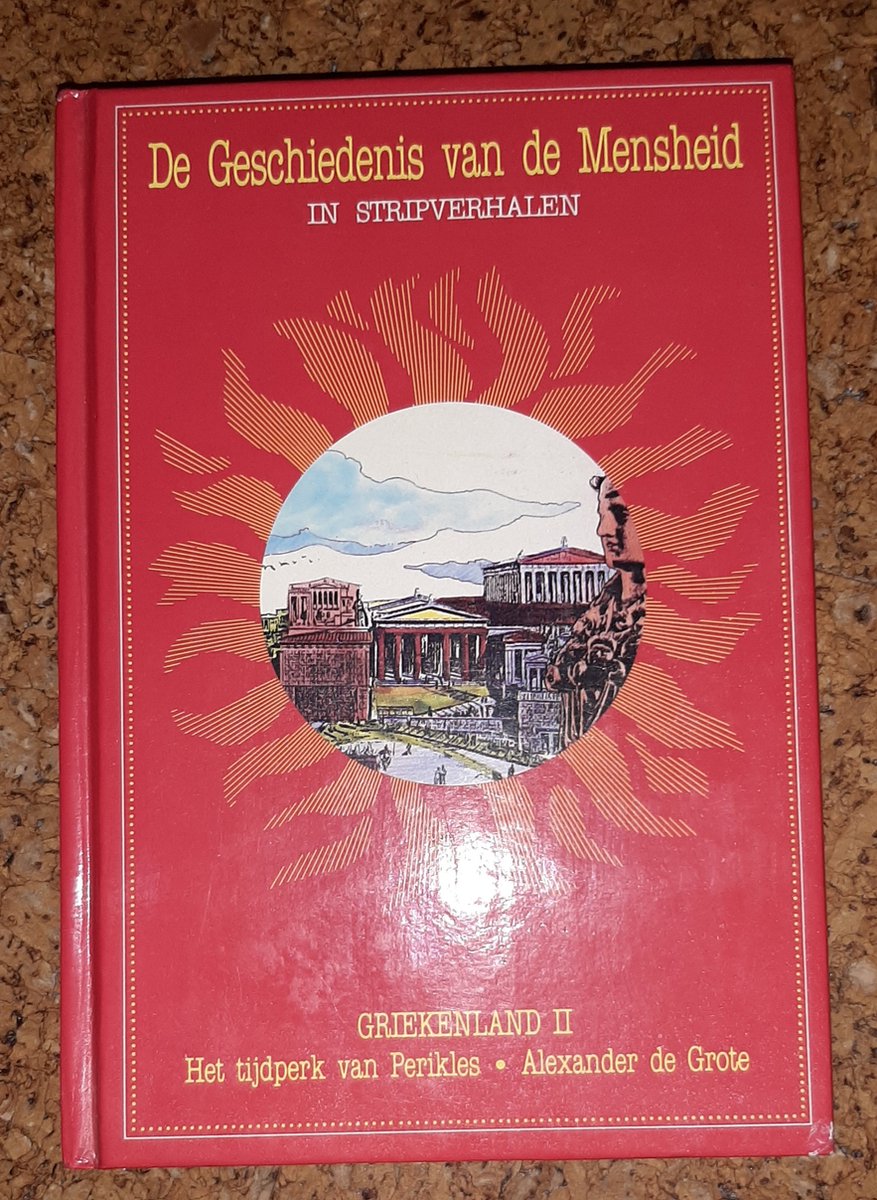 De Geschiedenis van de Mensheid
IN STRIPVERHALEN
GRIEKENLAND II
Het tijdperk van Perikles • Alexander de Grote